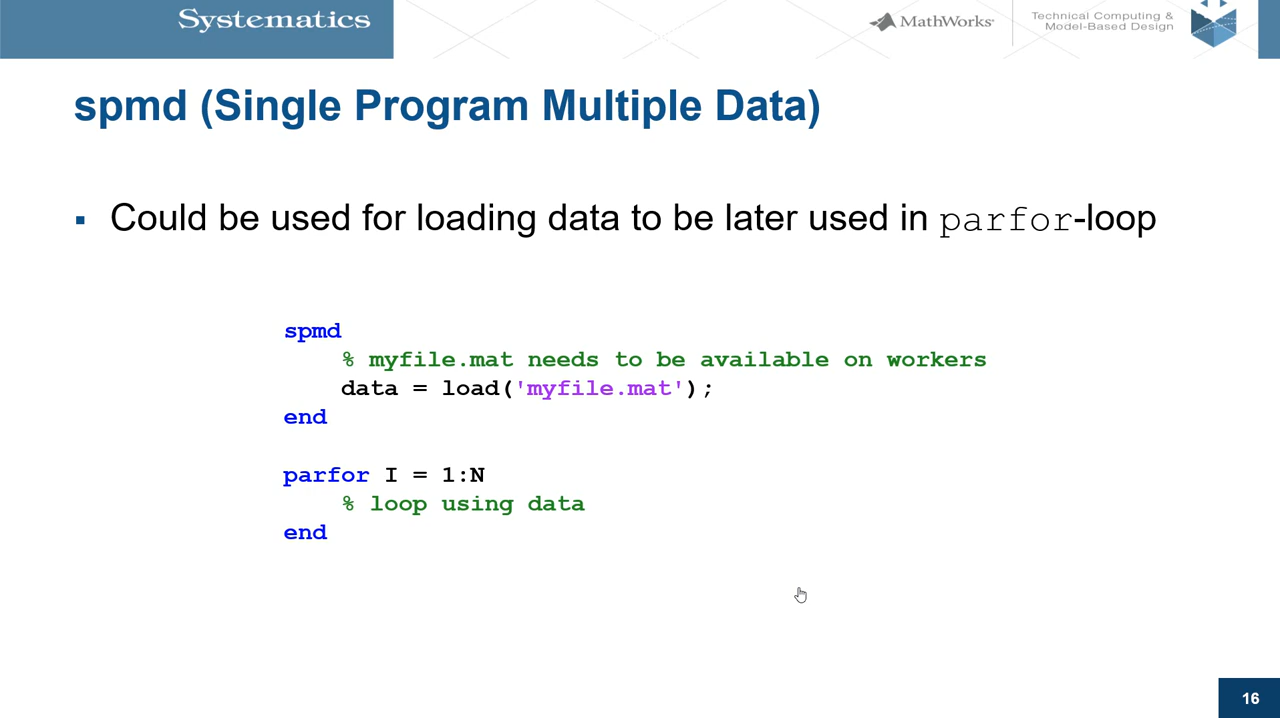 Systematics
MathWorks
Technical Computing &
Model-Based Design
spmd (Single Program Multiple Data)
▪ Could be used for loading data to be later used in parfor-loop
spmd
% myfile.mat needs to be available on workers
data = load('myfile.mat');
end
parfor I = 1:N
% loop using data
end
16